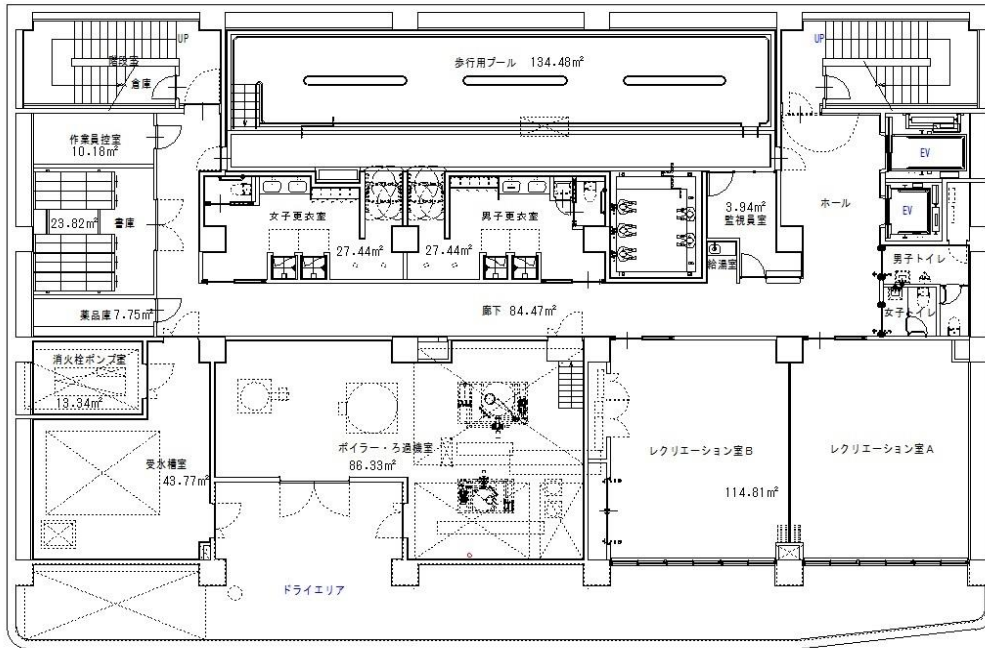 UP
階段室
倉庫
歩行用プール 134.48m²
UP
作業員控室
10.18m²
EV
23.82m²
書庫
女子更衣室
27.44m²
男子更衣室
27.44m²
3.94m²
監視員室
ホール
EV
給湯室
男子トイレ
女子トイレ
薬品庫7.75m²
廊下 84.47m²
消火栓ポンプ室
13.34m²
ボイラー・ろ過機室
86.33m²
受水槽室
43.77m²
レクリエーション室B
レクリエーション室A
114.81m²
ドライエリア